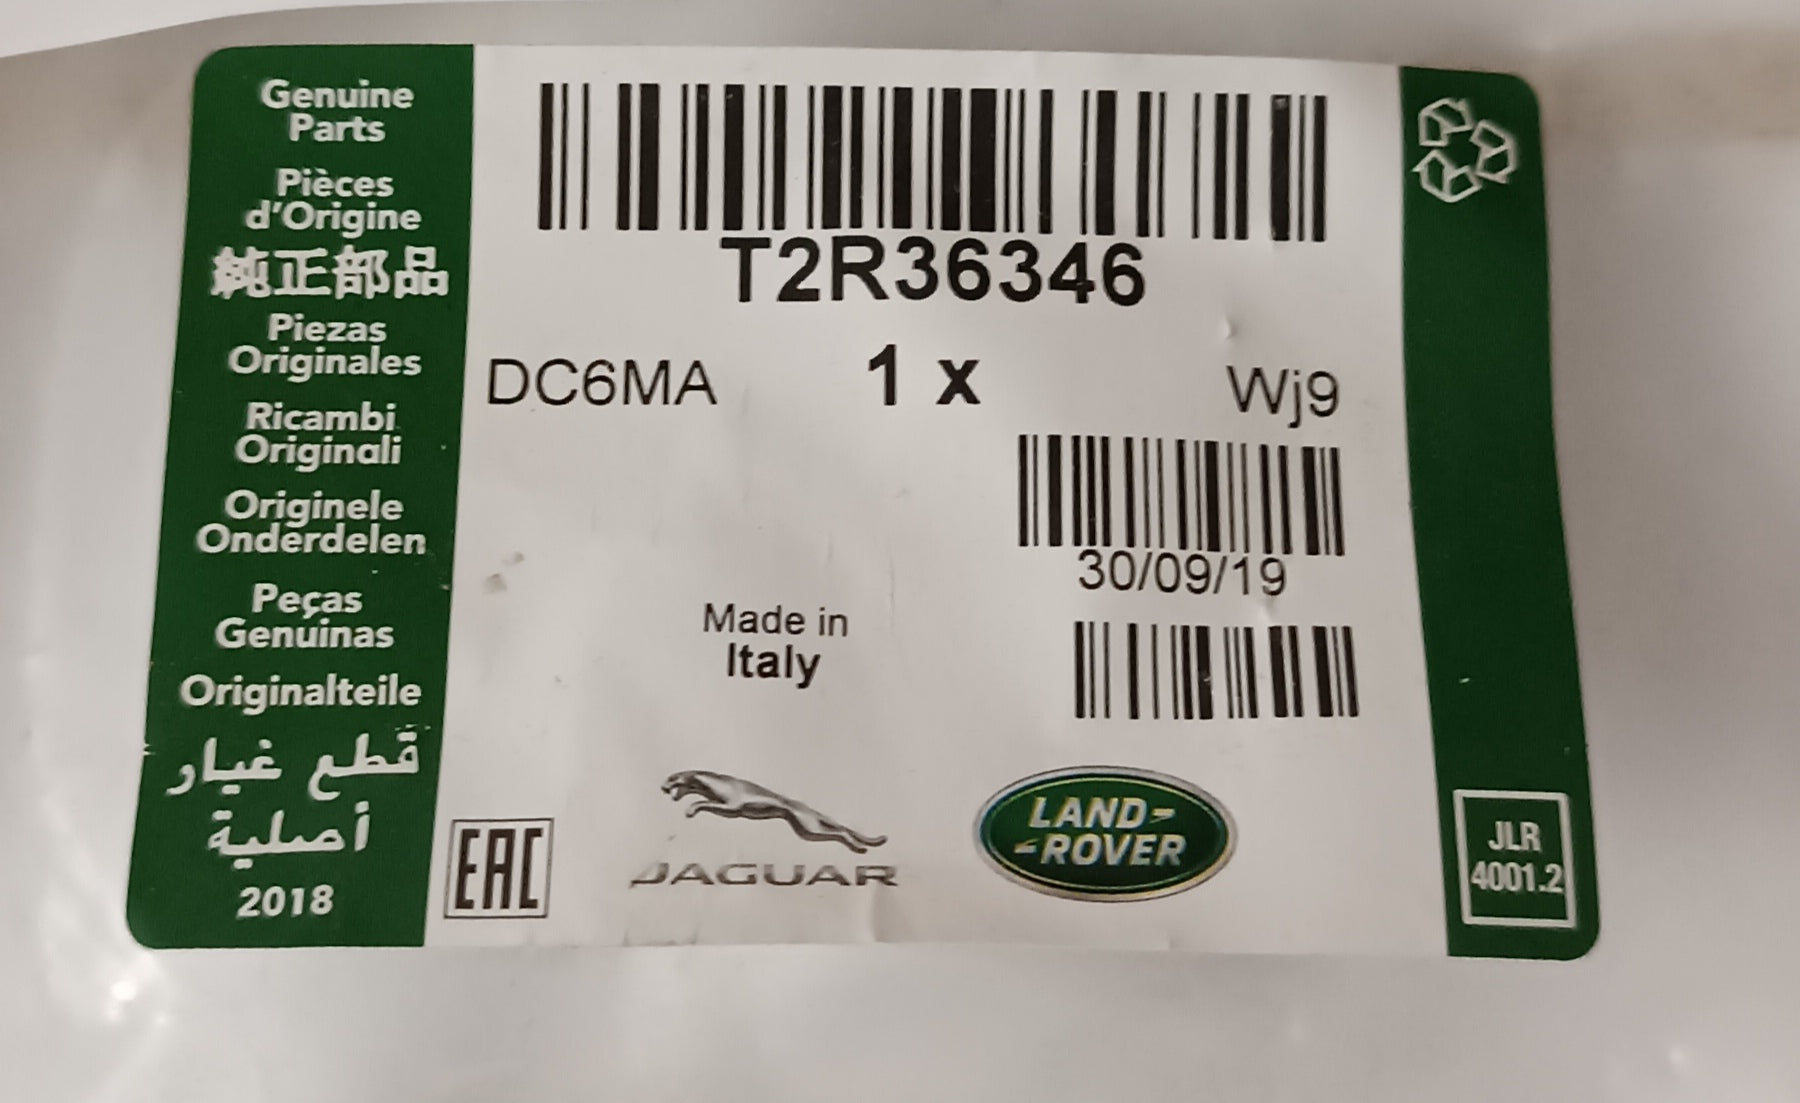 Genuine
Parts
Pièces
d'Origine
純正部品
Piezas
Originales
Ricambi
Originali
Originele
Onderdelen
Peças
Genuinas
Originalteile
قطع غيار
أصلية
2018
T2R36346
DC6MA 1 x Wj9
30/09/19
Made in
Italy
EAC
JAGUAR
LAND-
-ROVER
JLR
4001.2